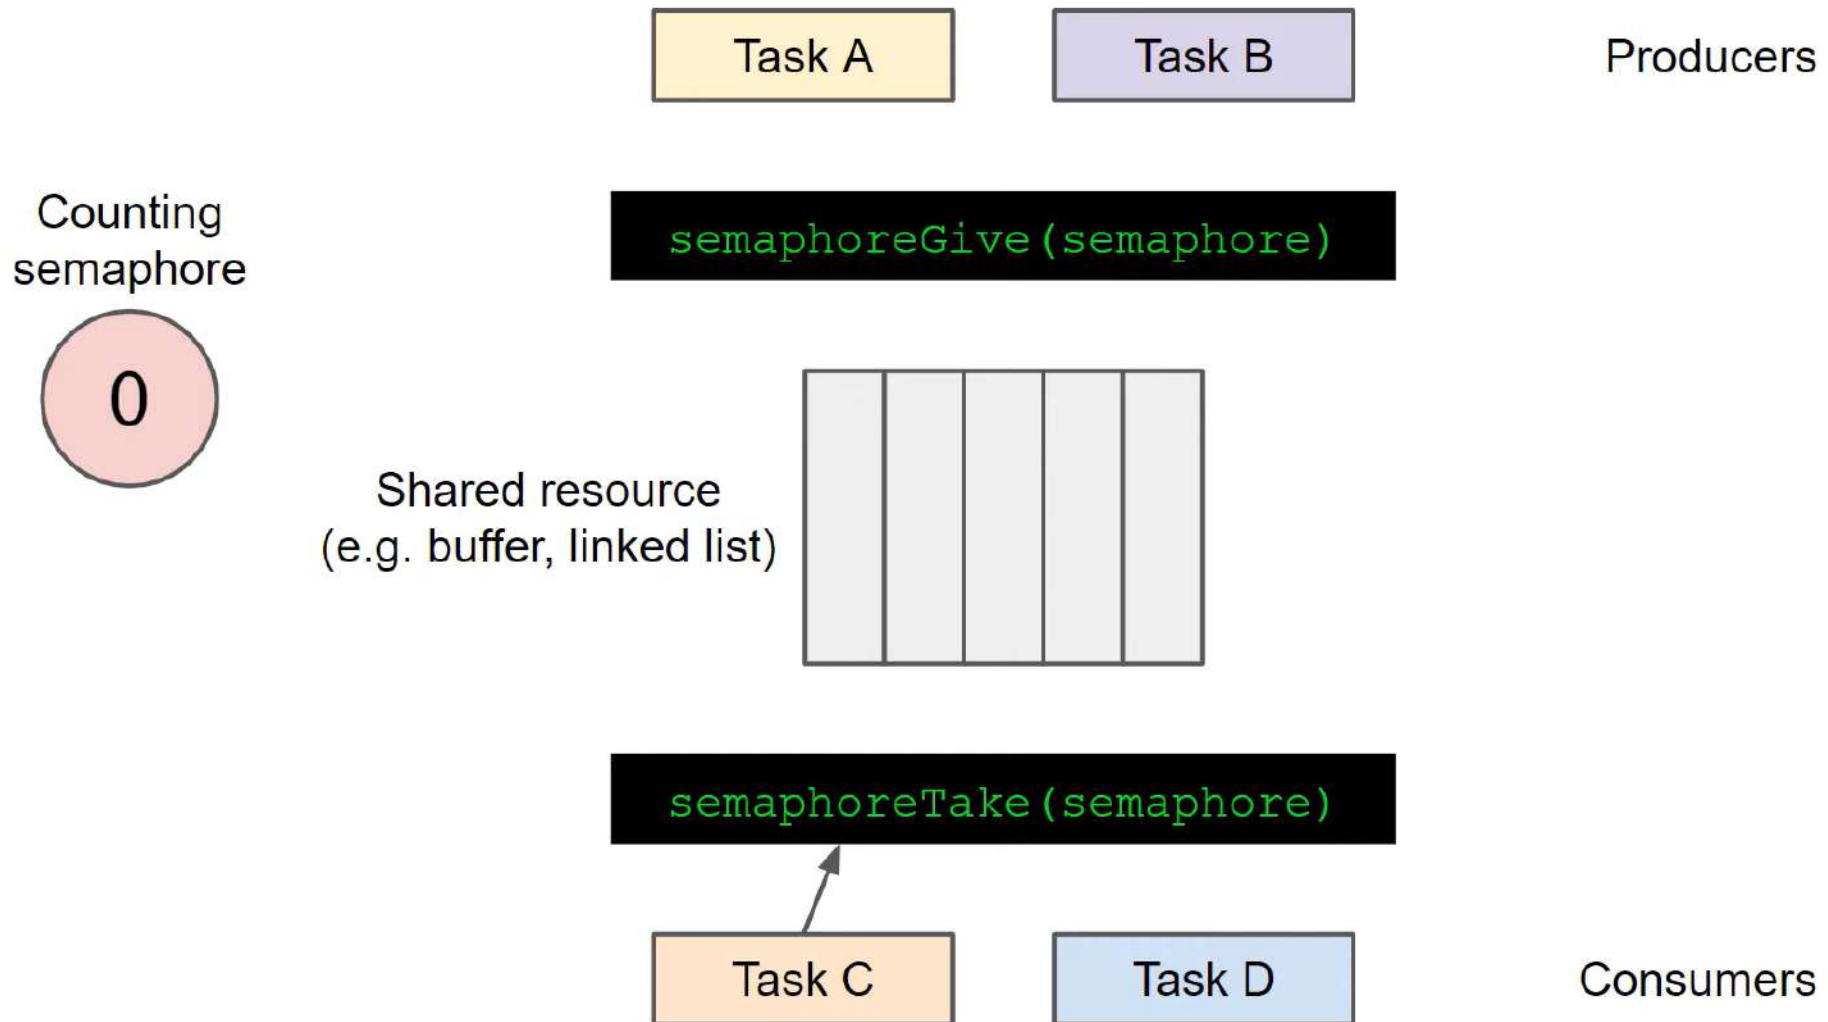 Task A
Task B
Producers
Counting
semaphore
semaphoreGive(semaphore)
0
Shared resource
(e.g. buffer, linked list)
semaphoreTake(semaphore)
Task C
Task D
Consumers